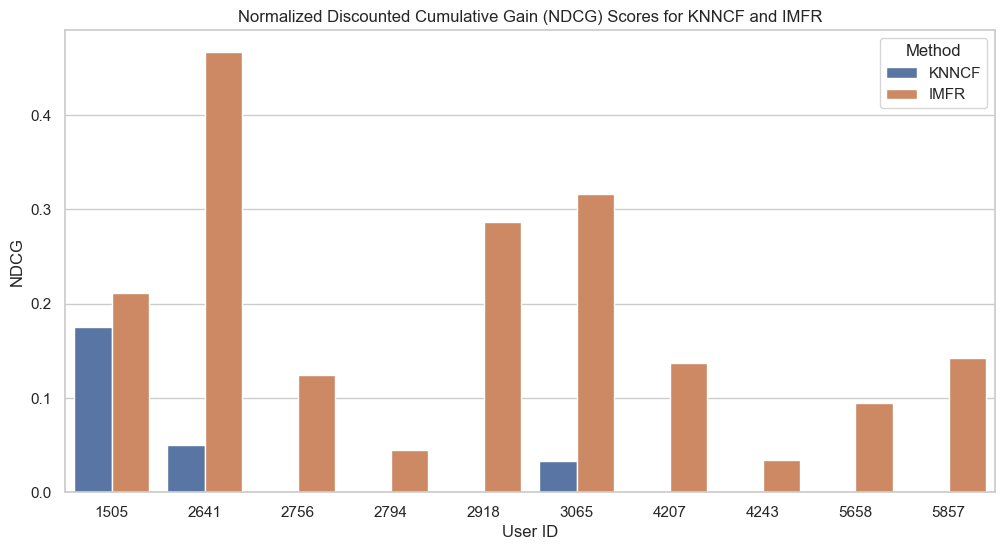 Normalized Discounted Cumulative Gain (NDCG) Scores for KNNCF and IMFR
Method
KNNCF
IMFR
NDCG
0.4
0.3
0.2
0.1
0.0
1505 2641 2756 2794 2918 3065 4207 4243 5658 5857
User ID